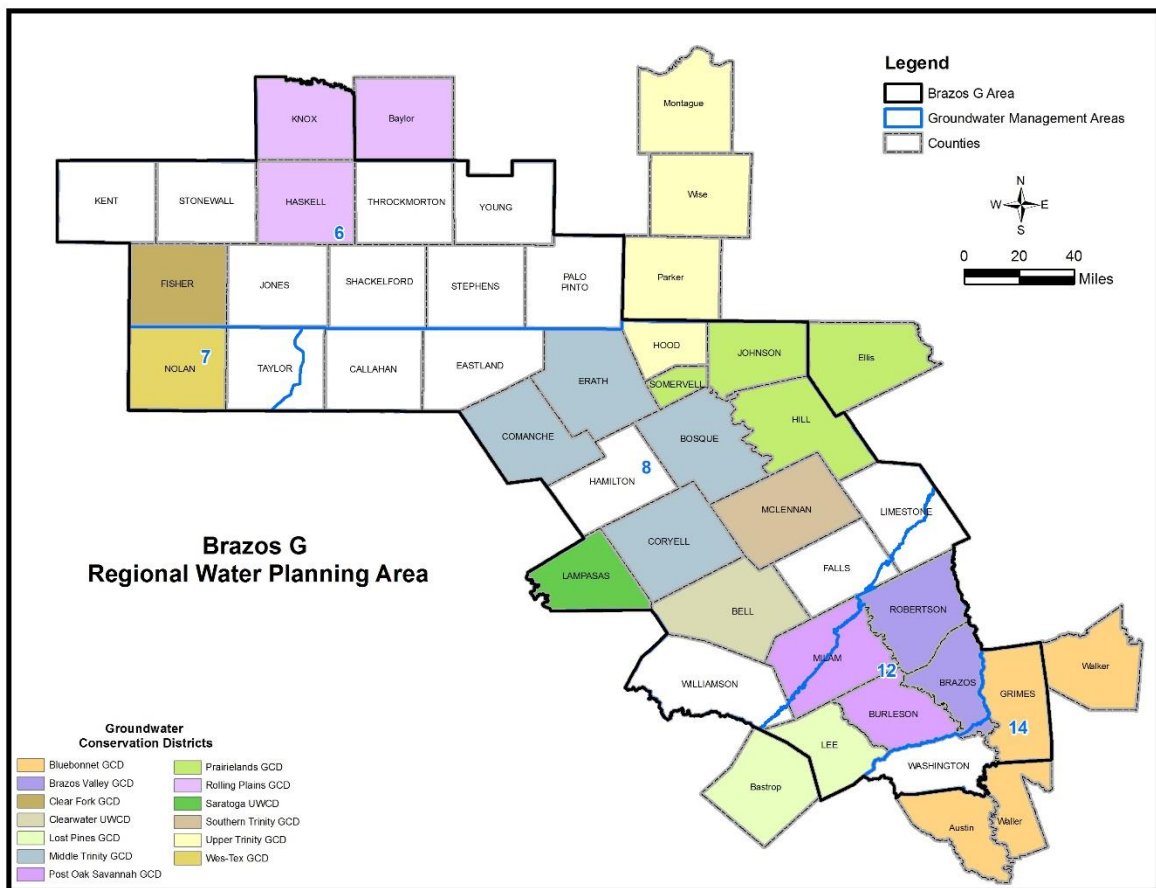 Legend
Brazos G Area
Groundwater Management Areas
Counties
N
W E
S
0 20 40
Miles
Montague
KNOX
Baylor
Wise
KENT
STONEWALL
HASKELL
THROCKMORTON
YOUNG
6
Parker
FISHER
JONES
SHACKELFORD
STEPHENS
PALO
PINTO
HOOD
JOHNSON
Ellis
NOLAN
7
TAYLOR
CALLAHAN
EASTLAND
ERATH
SOMERVELL
HILL
COMANCHE
BOSQUE
HAMILTON
8
MCLENNAN
LIMESTONE
Brazos G
Regional Water Planning Area
CORYELL
FALLS
LAMPASAS
BELL
ROBERTSON
MILAM
12
BRAZOS
GRIMES
Walker
WILLIAMSON
BURLESON
14
LEE
WASHINGTON
Bastrop
Austin
Waller
Groundwater
Conservation Districts
Bluebonnet GCD
Brazos Valley GCD
Clear Fork GCD
Clearwater UWCD
Lost Pines GCD
Middle Trinity GCD
Post Oak Savannah GCD
Prairielands GCD
Rolling Plains GCD
Saratoga UWCD
Southern Trinity GCD
Upper Trinity GCD
Wes-Tex GCD